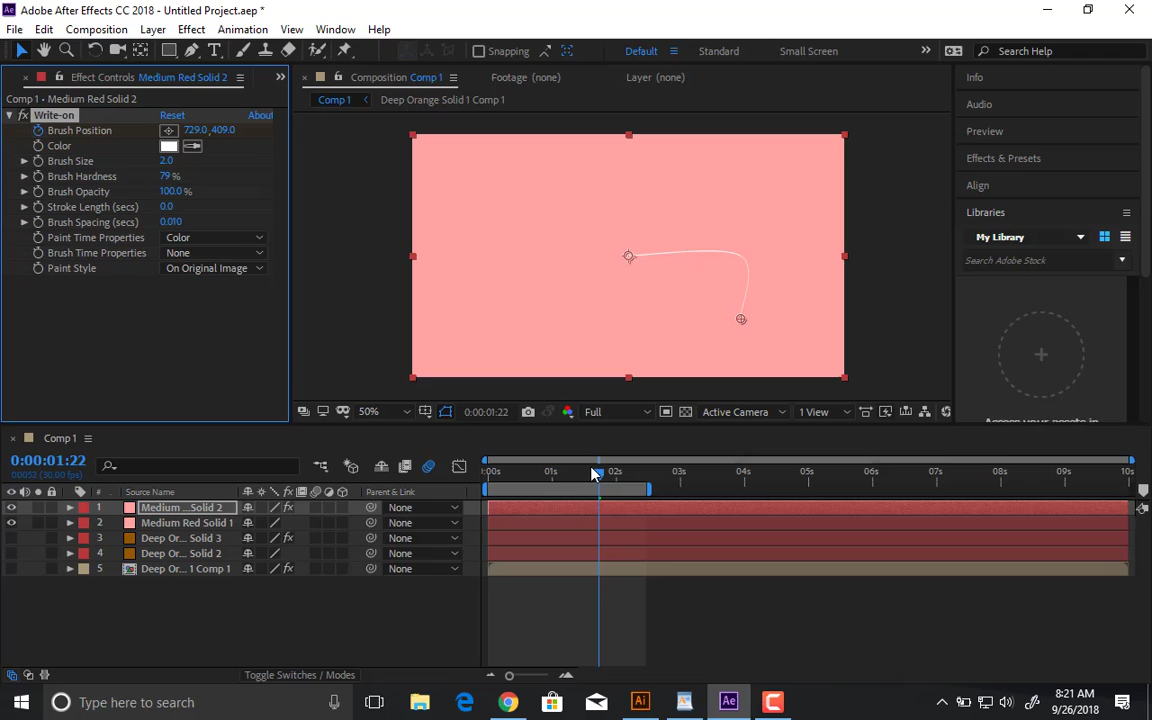 Ae Adobe After Effects CC 2018 - Untitled Project.aep *
File Edit Composition Layer Effect Animation View Window Help
Snapping Default Standard Small Screen Search Help
Effect Controls Medium Red Solid 2
Composition Comp 1 Footage (none) Layer (none)
Info
Comp 1 • Medium Red Solid 2
Comp 1 Deep Orange Solid 1 Comp 1
Audio
fx Write-on Reset About
Brush Position 729.0,409.0
Preview
Color
Brush Size 2.0
Effects & Presets
Brush Hardness 79 %
Align
Brush Opacity 100.0 %
Stroke Length (secs) 0.0
Libraries
Brush Spacing (secs) 0.010
Paint Time Properties Color
My Library
Brush Time Properties None
Search Adobe Stock
Paint Style On Original Image
50% 0:00:01:22 Full Active Camera 1 View
Comp 1
0:00:01:22
00052 (30.00 fps)
:00s 01s 02s 03s 04s 05s 06s 07s 08s 09s 10s
# Source Name Parent & Link
1 Medium ...Solid 2 None
2 Medium Red Solid 1 None
3 Deep Or... Solid 3 None
4 Deep Or... Solid 2 None
5 Deep Or... 1 Comp 1 None
Toggle Switches / Modes
Type here to search
Ai Ae
8:21 AM
9/26/2018